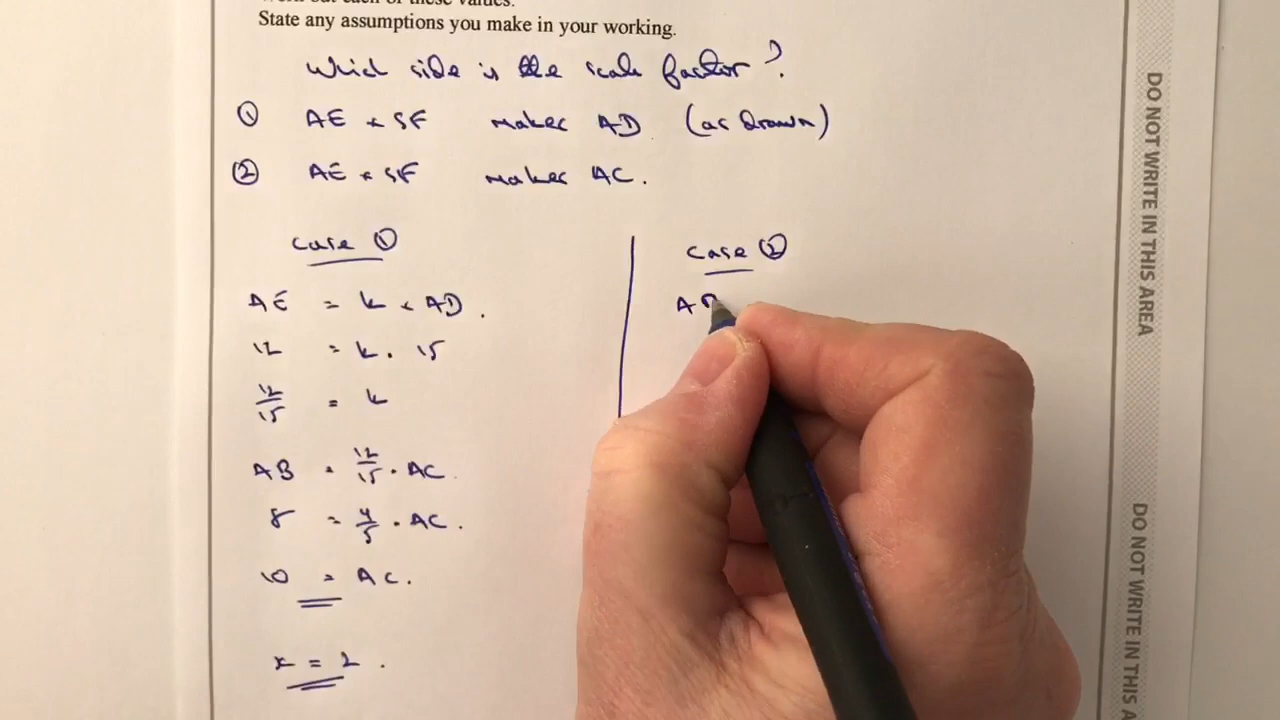 State any assumptions you make in your working.
Which side is the scale factor?
① AE × SF makes AD (as drawn)
② AE × SF makes AC.
Case ①
AE = k × AD.
12 = k . 15
12/15 = k
AB = 12/15 . AC.
8 = 4/5 . AC.
10 = AC.
x = 2.
Case ②
A
DO NOT WRITE IN THIS AREA
DO NOT WRITE IN THIS A